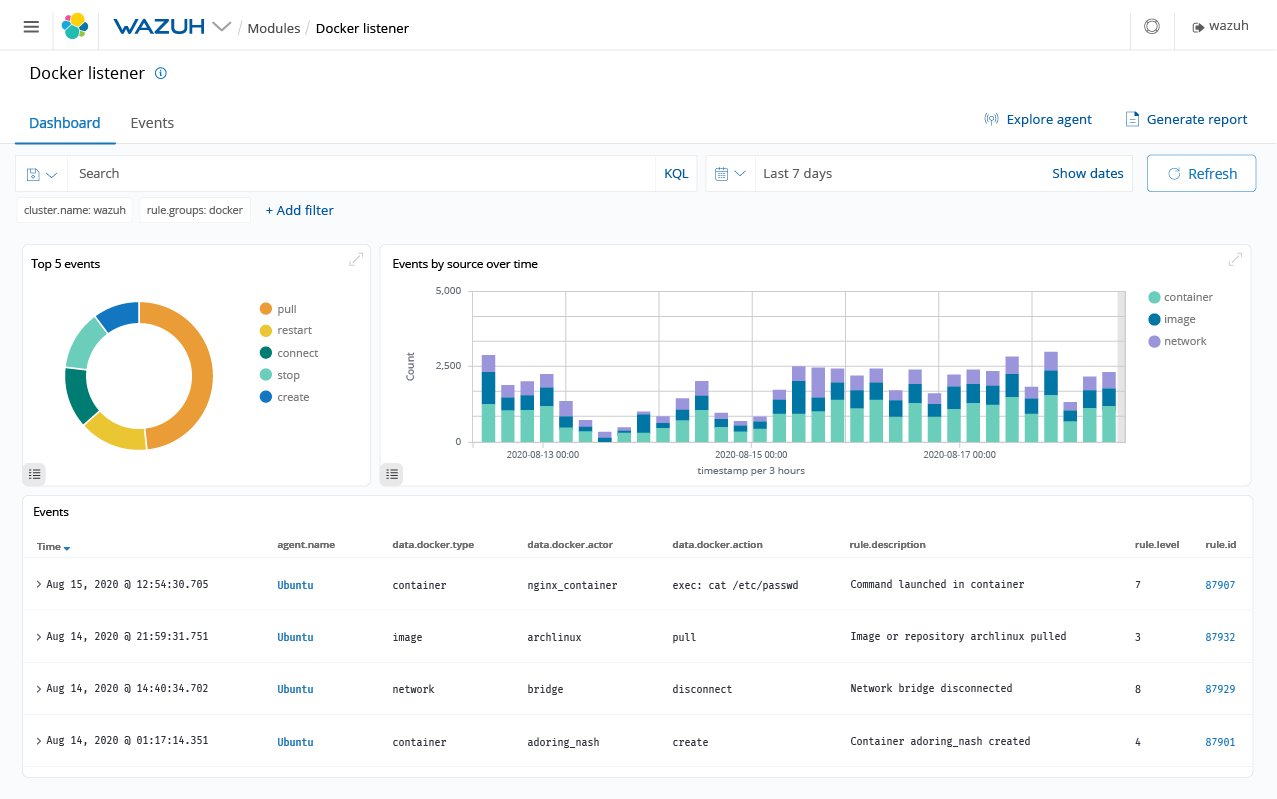 WAZUH / Modules / Docker listener wazuh
Docker listener
Dashboard Events Explore agent Generate report
Search KQL Last 7 days Show dates Refresh
cluster.name: wazuh rule.groups: docker + Add filter
Top 5 events
pull
restart
connect
stop
create
Events by source over time
5,000
2,500
0
Count
2020-08-13 00:00 2020-08-15 00:00 2020-08-17 00:00
timestamp per 3 hours
container
image
network
Events
Time agent.name data.docker.type data.docker.actor data.docker.action rule.description rule.level rule.id
Aug 15, 2020 @ 12:54:30.705 Ubuntu container nginx_container exec: cat /etc/passwd Command launched in container 7 87907
Aug 14, 2020 @ 21:59:31.751 Ubuntu image archlinux pull Image or repository archlinux pulled 3 87932
Aug 14, 2020 @ 14:40:34.702 Ubuntu network bridge disconnect Network bridge disconnected 8 87929
Aug 14, 2020 @ 01:17:14.351 Ubuntu container adoring_nash create Container adoring_nash created 4 87901